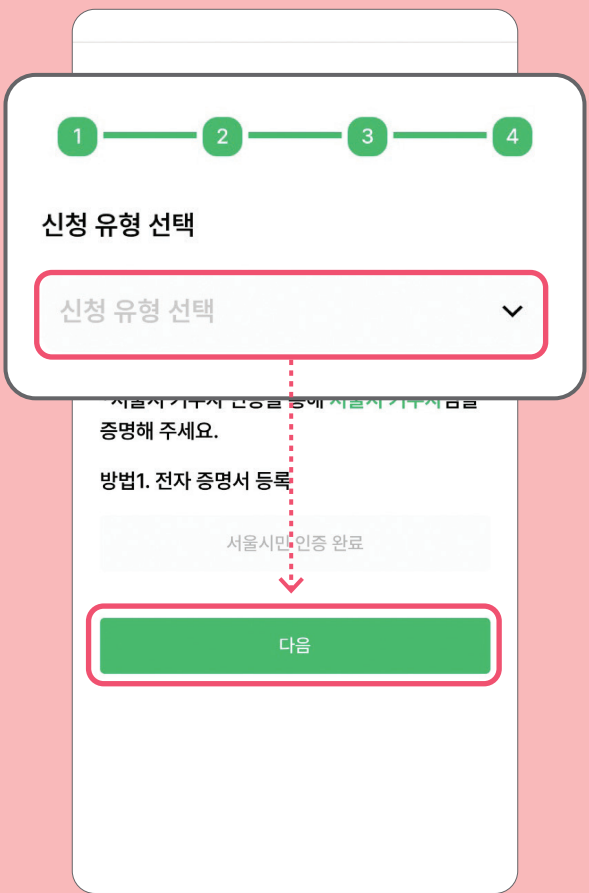 1 2 3 4
신청 유형 선택
신청 유형 선택
증명해 주세요.
방법1. 전자 증명서 등록
서울시민 인증 완료
다음